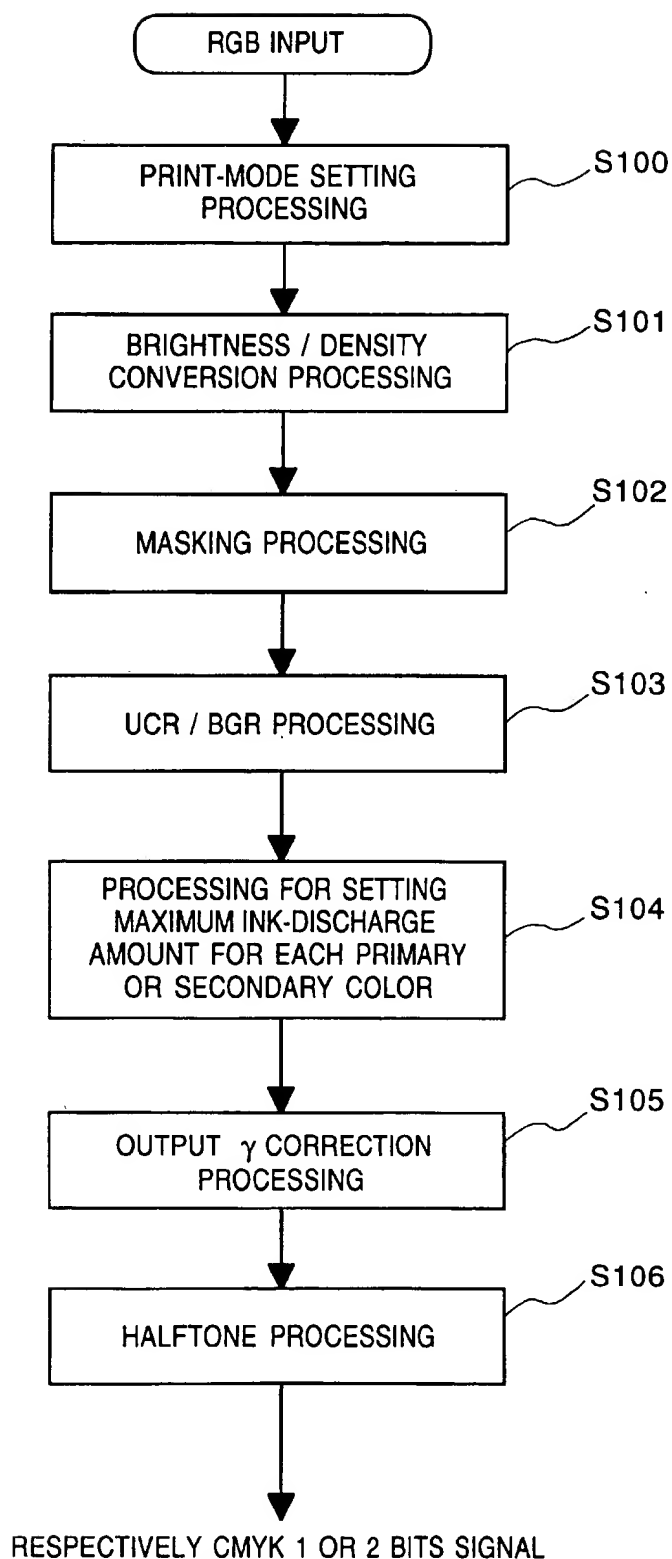 RGB INPUT
PRINT-MODE SETTING
PROCESSING
S100
BRIGHTNESS / DENSITY
CONVERSION PROCESSING
S101
MASKING PROCESSING
S102
UCR / BGR PROCESSING
S103
PROCESSING FOR SETTING
MAXIMUM INK-DISCHARGE
AMOUNT FOR EACH PRIMARY
OR SECONDARY COLOR
S104
OUTPUT γ CORRECTION
PROCESSING
S105
HALFTONE PROCESSING
S106
RESPECTIVELY CMYK 1 OR 2 BITS SIGNAL